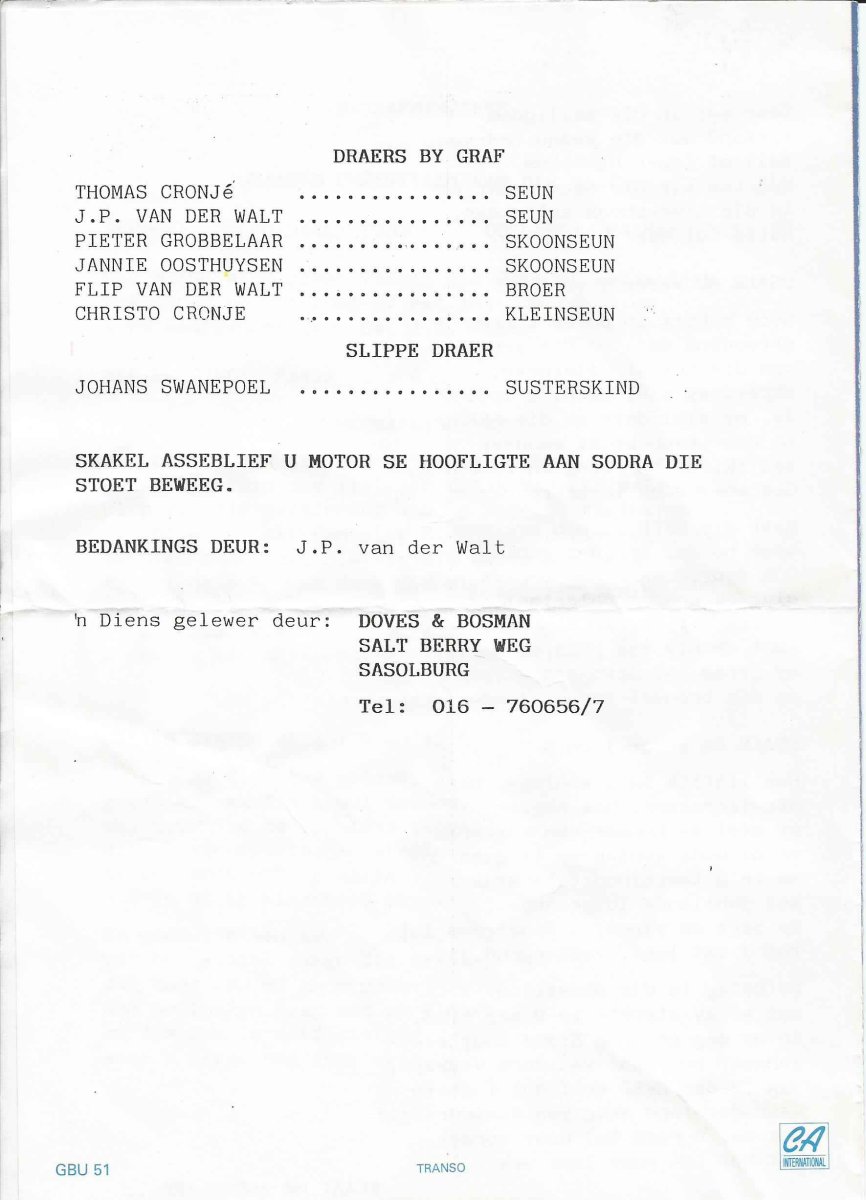 DRAERS BY GRAF
THOMAS CRONJé ................ SEUN
J.P. VAN DER WALT ................ SEUN
PIETER GROBBELAAR ................ SKOONSEUN
JANNIE OOSTHUYSEN ................ SKOONSEUN
FLIP VAN DER WALT ................ BROER
CHRISTO CRONJE ................ KLEINSEUN
SLIPPE DRAER
JOHANS SWANEPOEL ................ SUSTERSKIND
SKAKEL ASSEBLIEF U MOTOR SE HOOFLIGTE AAN SODRA DIE
STOET BEWEEG.
BEDANKINGS DEUR: J.P. van der Walt
'n Diens gelewer deur: DOVES & BOSMAN
SALT BERRY WEG
SASOLBURG
Tel: 016 - 760656/7
CA
INTERNATIONAL
GBU 51 TRANSO